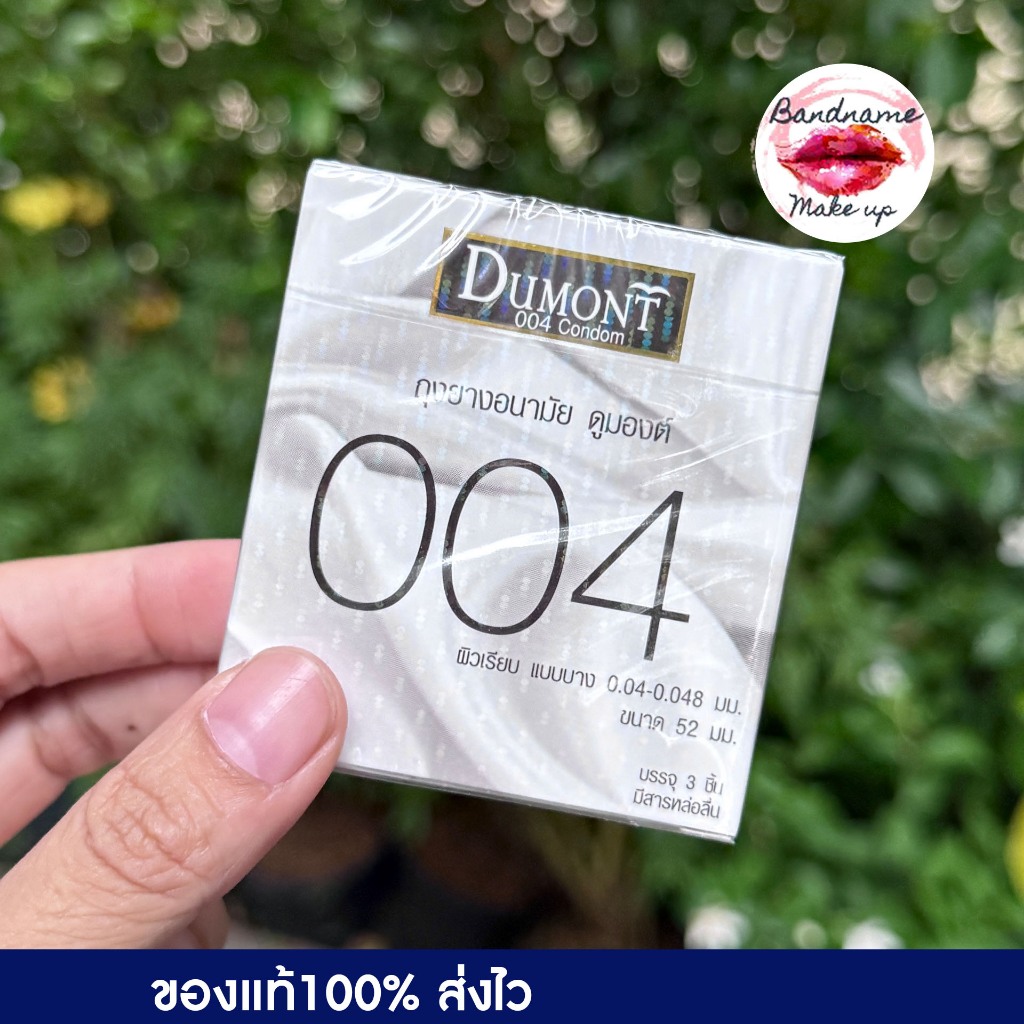 Bandname
Make up
DUMONT
004 Condom
ถุงยางอนามัย ดูมองต์
004
ผิวเรียบ แบบบาง 0.04-0.048 มม.
ขนาด 52 มม.
บรรจุ 3 ชิ้น
มีสารหล่อลื่น
ของแท้100% ส่งไว